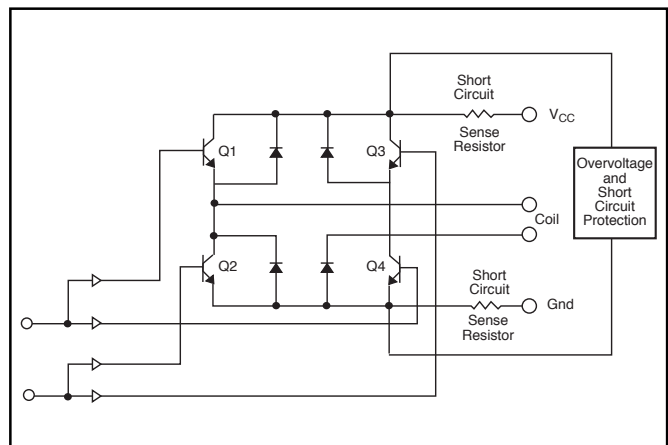 Short
Circuit
V_CC
Sense
Resistor
Q1
Q3
Overvoltage
and
Short
Circuit
Protection
Coil
Q2
Q4
Short
Circuit
Gnd
Sense
Resistor